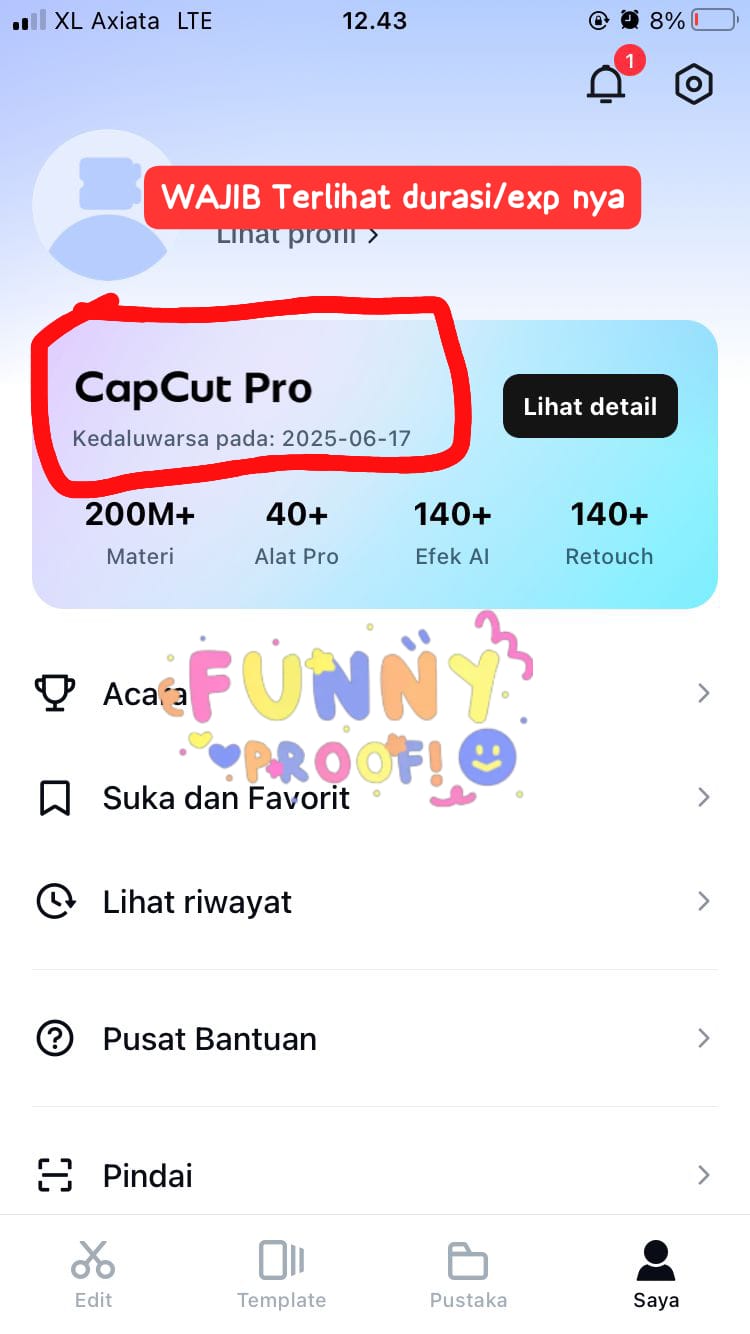 XL Axiata LTE 12.43 8%
1
WAJIB Terlihat durasi/exp nya
Lihat profil
CapCut Pro
Kedaluwarsa pada: 2025-06-17
Lihat detail
200M+ 40+ 140+ 140+
Materi Alat Pro Efek AI Retouch
FUNNY
PROOF!
Acara
Suka dan Favorit
Lihat riwayat
Pusat Bantuan
Pindai
Edit Template Pustaka Saya